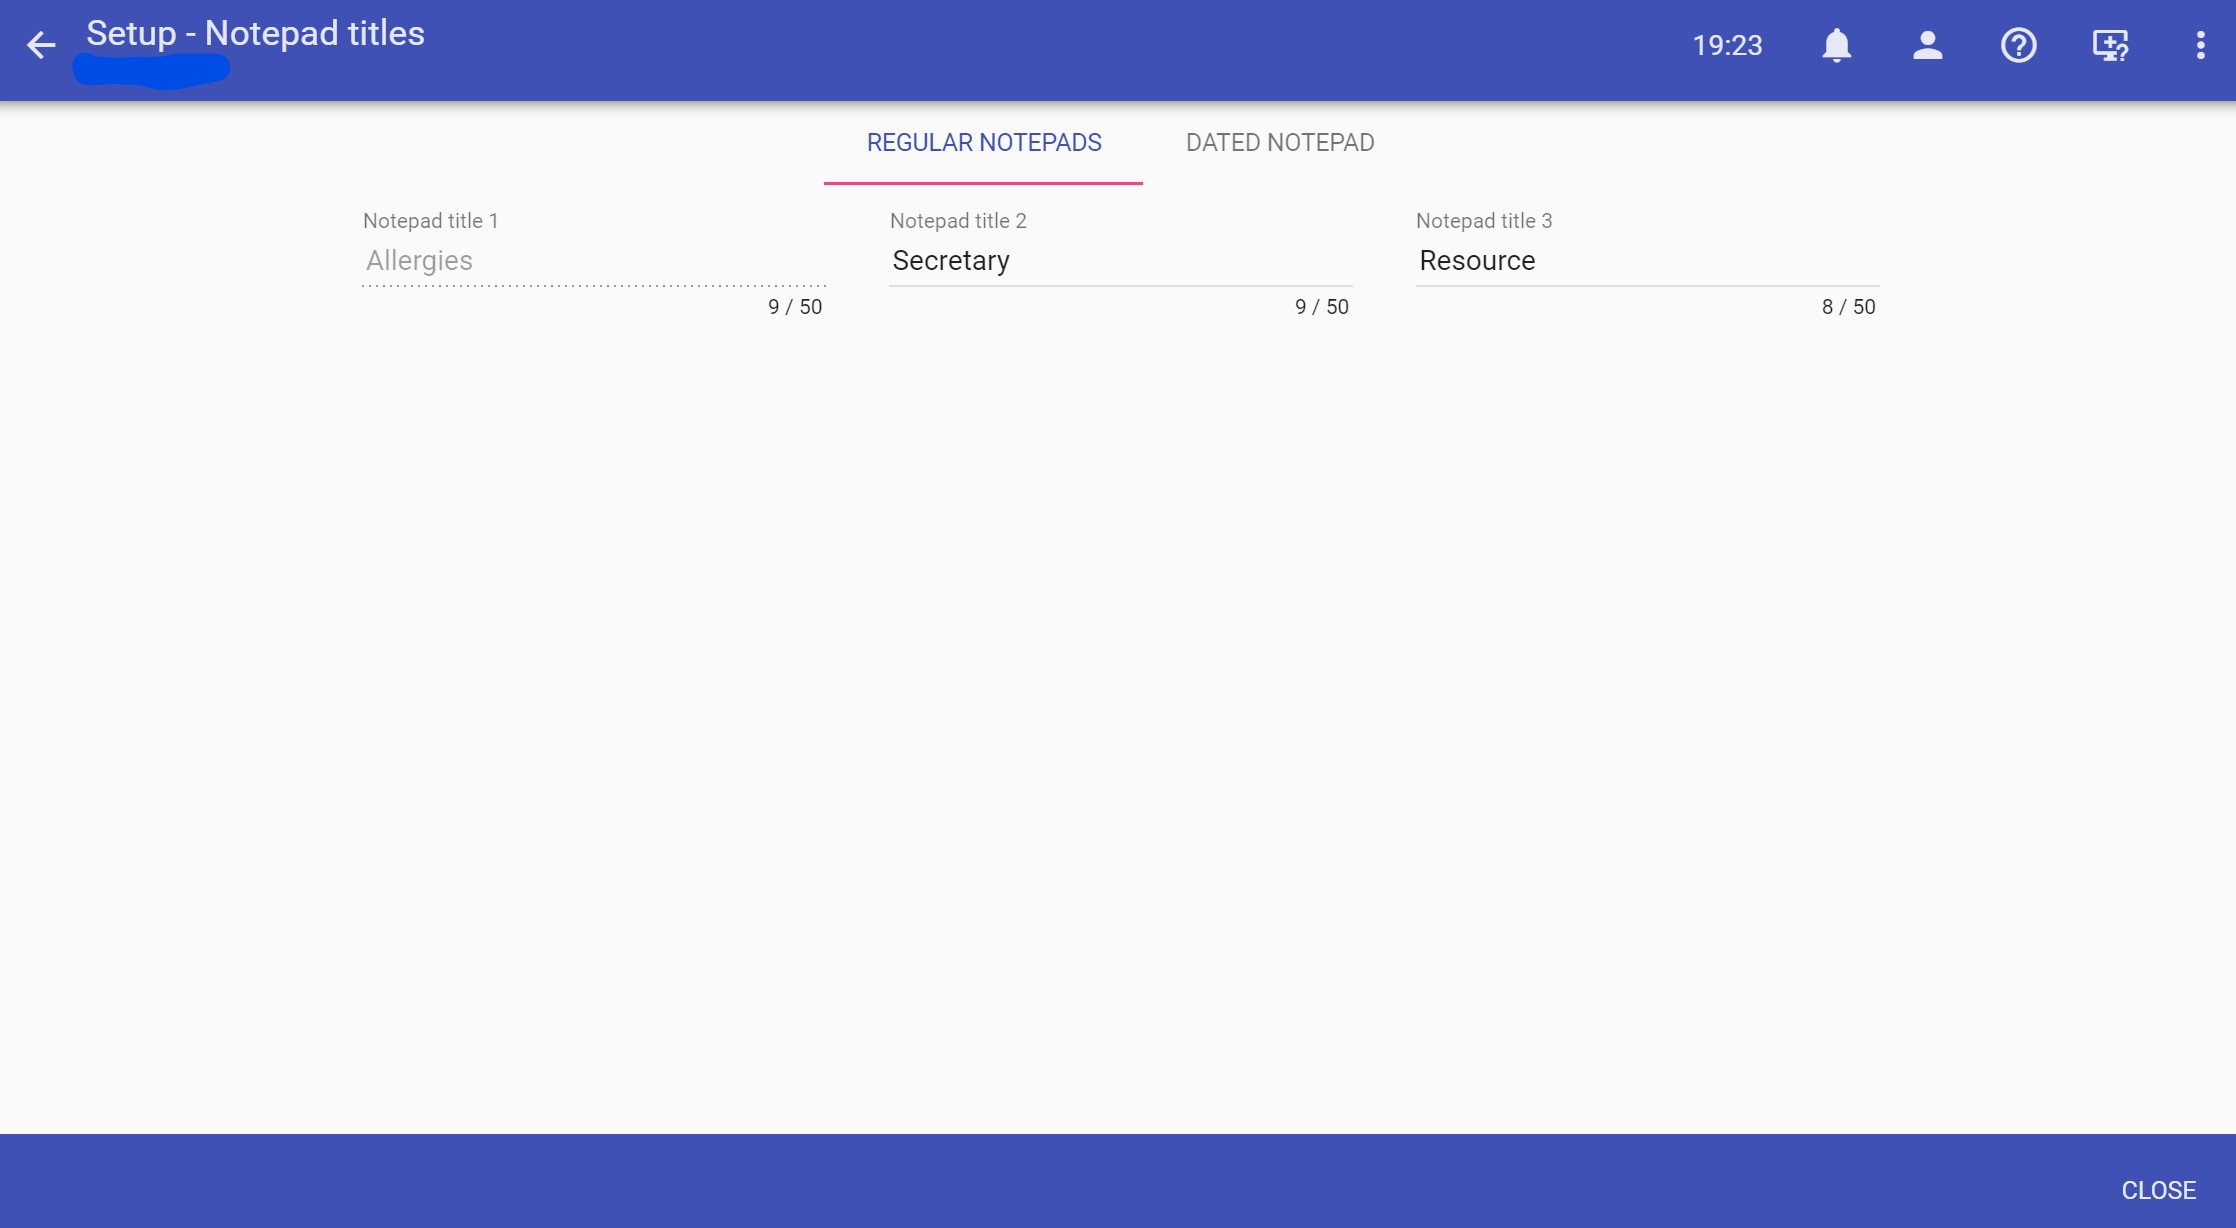 Setup - Notepad titles
19:23
REGULAR NOTEPADS
DATED NOTEPAD
Notepad title 1
Allergies
9 / 50
Notepad title 2
Secretary
9 / 50
Notepad title 3
Resource
8 / 50
CLOSE